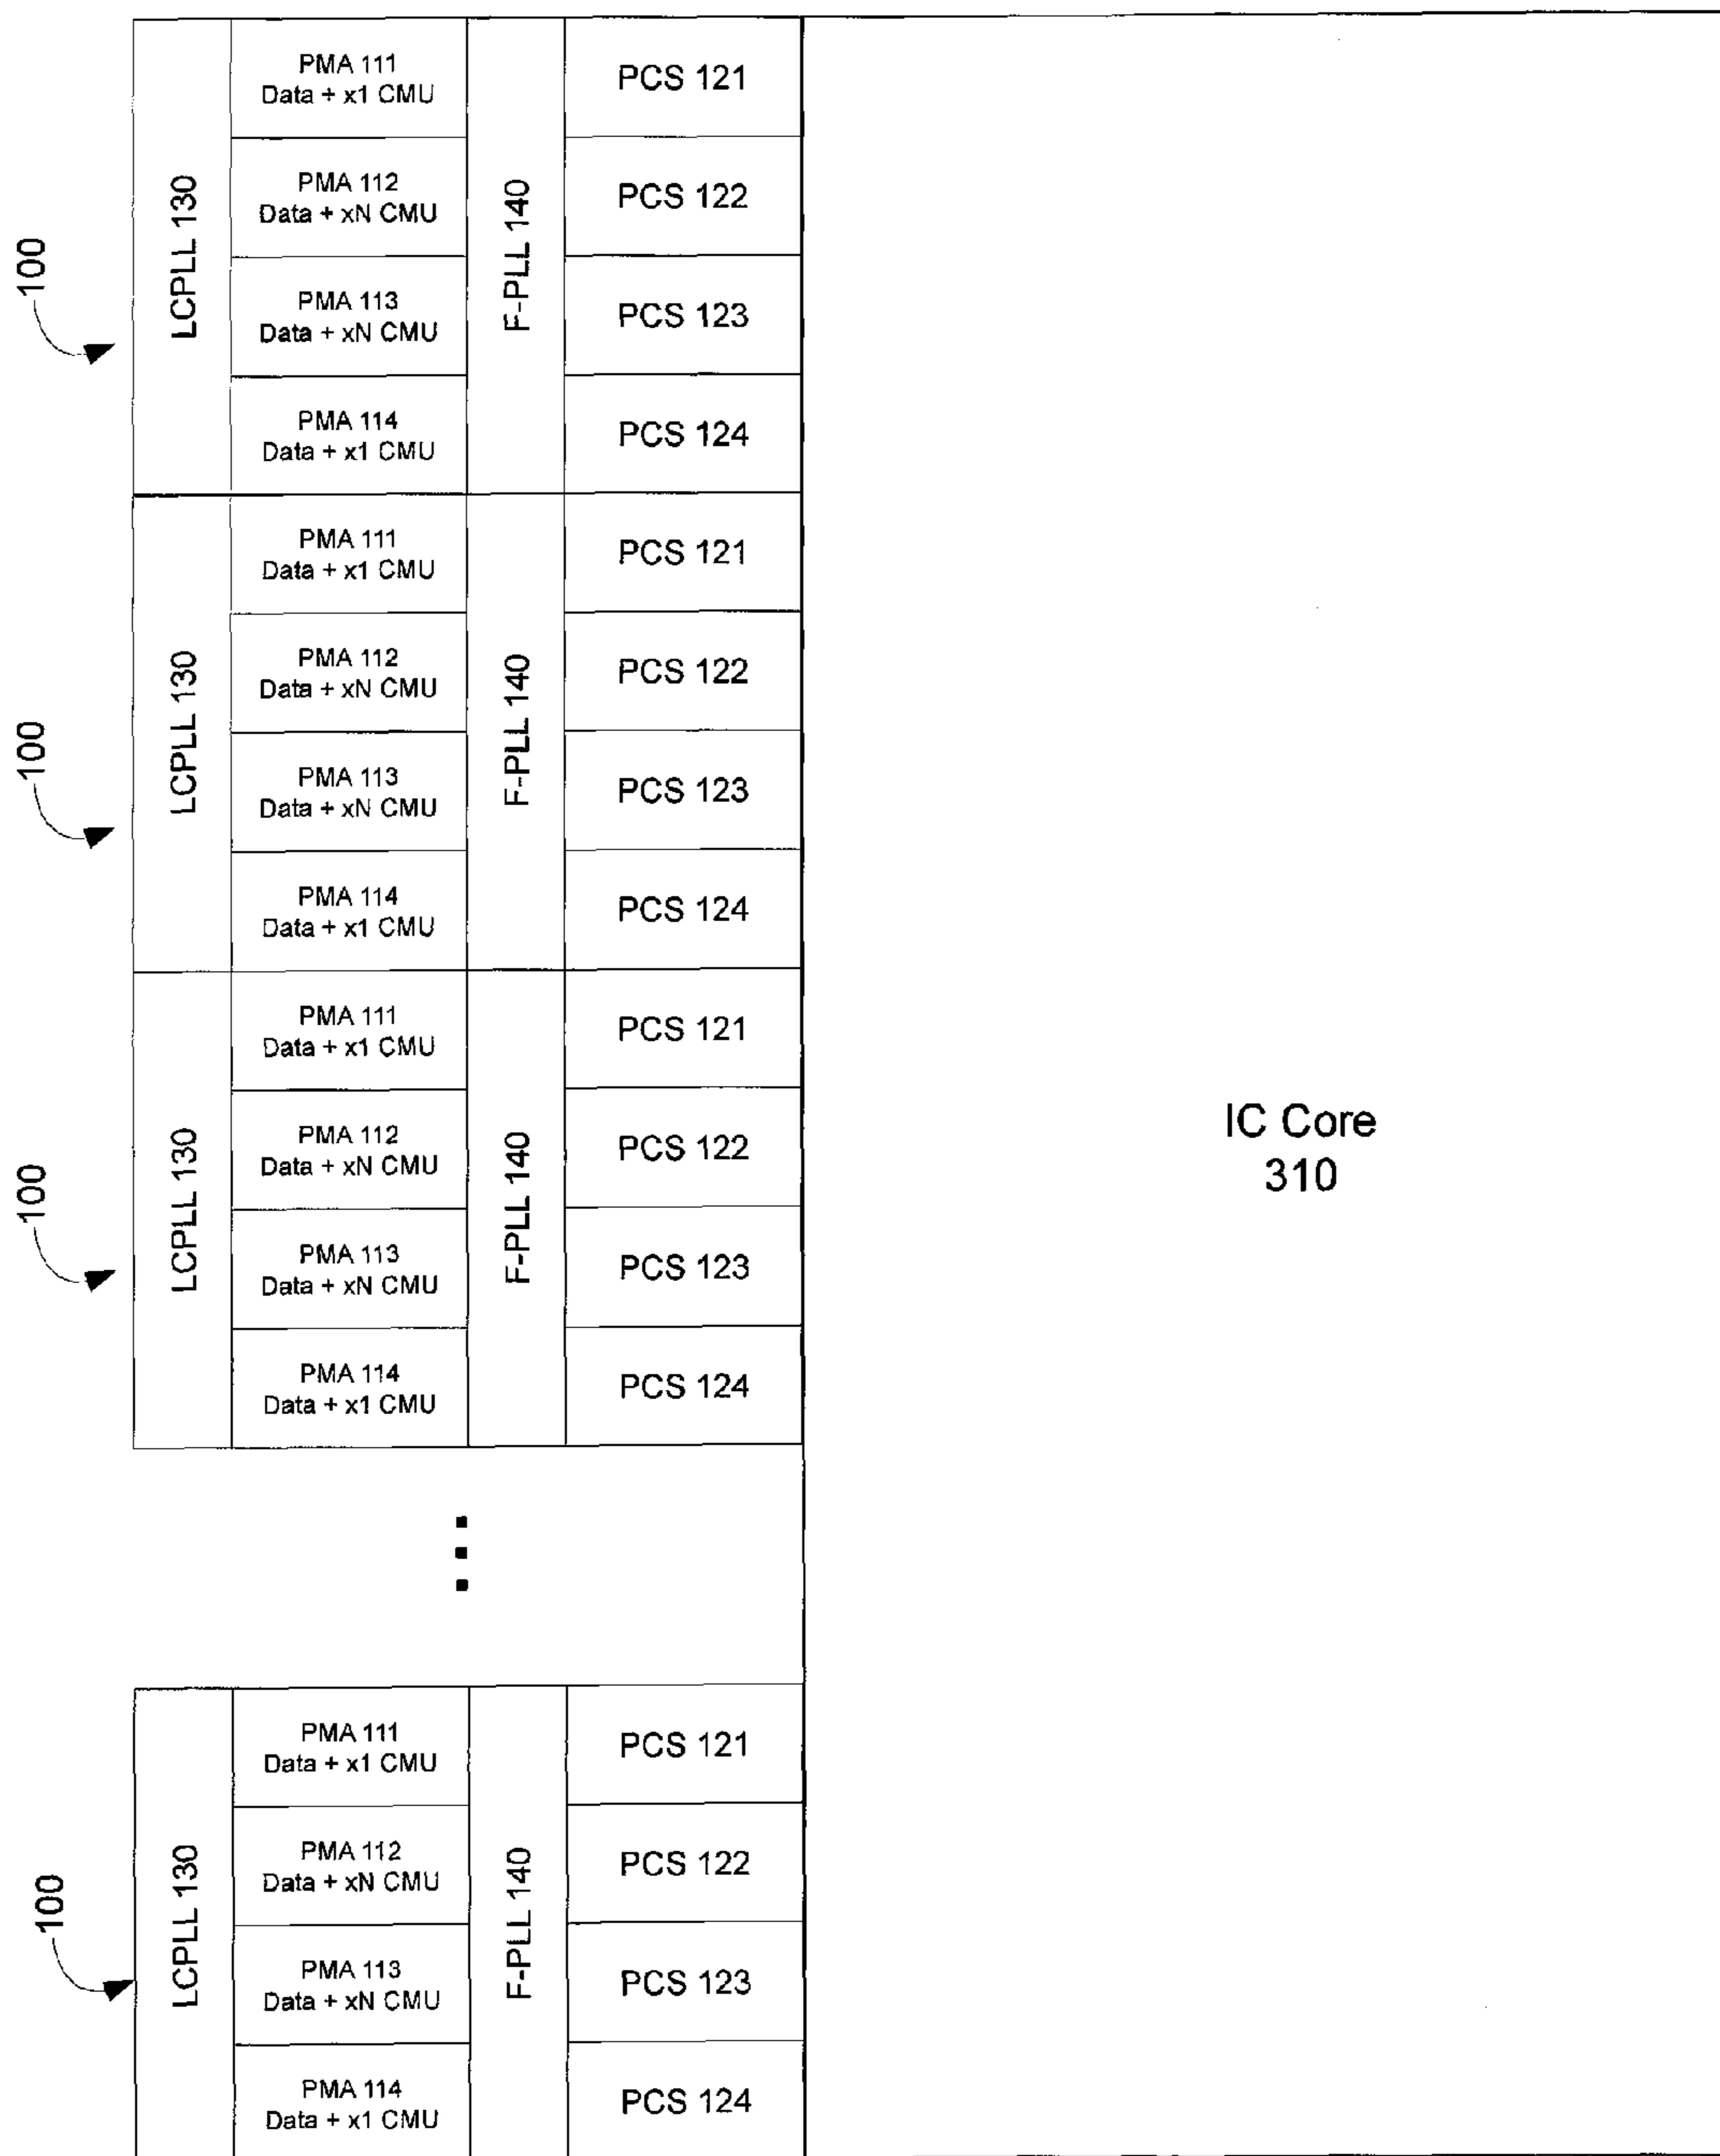 100
LCPLL 130
PMA 111
Data + x1 CMU
PMA 112
Data + xN CMU
PMA 113
Data + xN CMU
PMA 114
Data + x1 CMU
F-PLL 140
PCS 121
PCS 122
PCS 123
PCS 124
100
LCPLL 130
PMA 111
Data + x1 CMU
PMA 112
Data + xN CMU
PMA 113
Data + xN CMU
PMA 114
Data + x1 CMU
F-PLL 140
PCS 121
PCS 122
PCS 123
PCS 124
100
LCPLL 130
PMA 111
Data + x1 CMU
PMA 112
Data + xN CMU
PMA 113
Data + xN CMU
PMA 114
Data + x1 CMU
F-PLL 140
PCS 121
PCS 122
PCS 123
PCS 124
100
LCPLL 130
PMA 111
Data + x1 CMU
PMA 112
Data + xN CMU
PMA 113
Data + xN CMU
PMA 114
Data + x1 CMU
F-PLL 140
PCS 121
PCS 122
PCS 123
PCS 124
IC Core
310